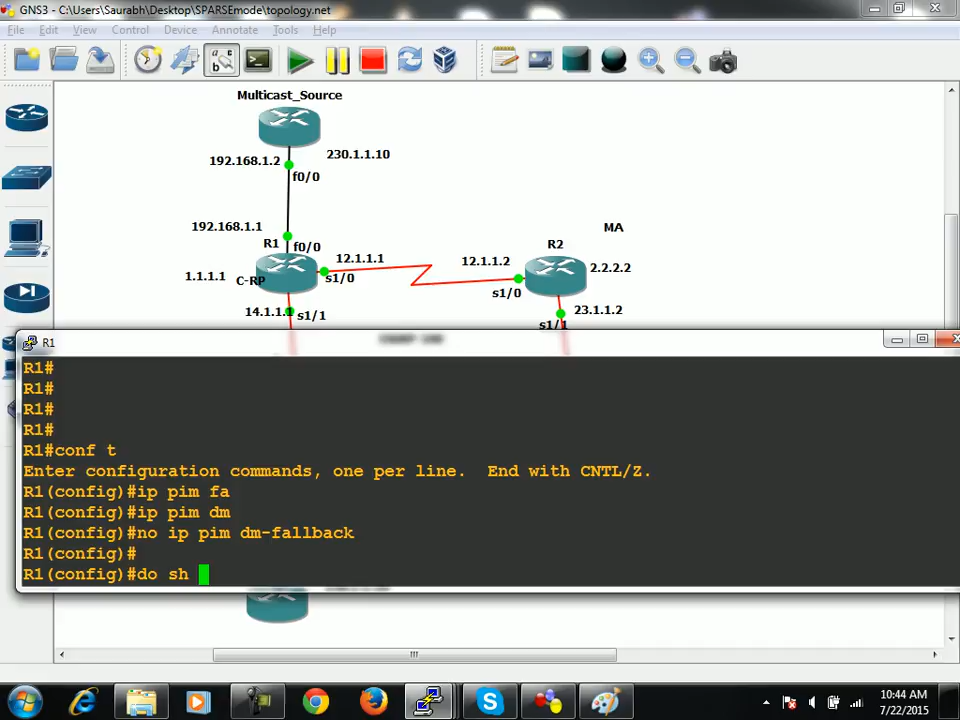 GNS3 - C:\Users\Saurabh\Desktop\SPARSEmode\topology.net
File Edit View Control Device Annotate Tools Help
Multicast_Source
192.168.1.2
230.1.1.10
f0/0
192.168.1.1
R1
f0/0
12.1.1.1
1.1.1.1
C-RP
s1/0
14.1.1.1
s1/1
MA
R2
12.1.1.2
2.2.2.2
s1/0
23.1.1.2
s1/1
R1
R1#
R1#
R1#
R1#
R1#conf t
Enter configuration commands, one per line.  End with CNTL/Z.
R1(config)#ip pim fa
R1(config)#ip pim dm
R1(config)#no ip pim dm-fallback
R1(config)#
R1(config)#do sh
10:44 AM
7/22/2015